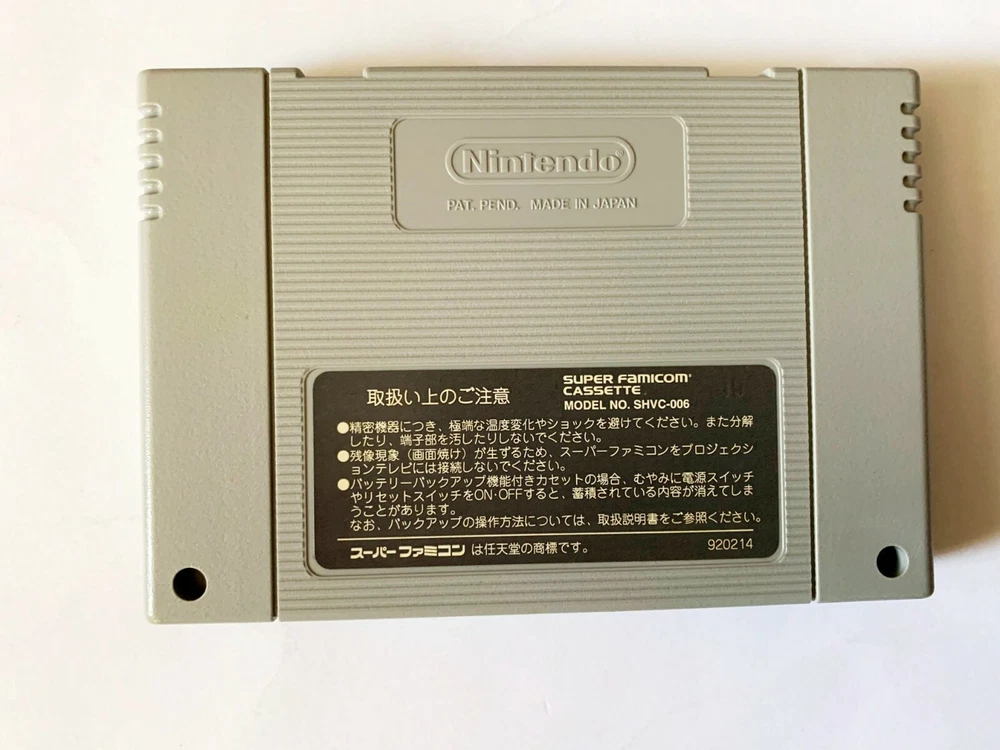 Nintendo®
PAT. PEND. MADE IN JAPAN
取扱い上のご注意
SUPER FAMICOM®
CASSETTE
MODEL NO. SHVC-006
●精密機器につき、極端な温度変化やショックを避けてください。また分解
したり、端子部を汚したりしないでください。
●残像現象（画面焼け）が生ずるため、スーパーファミコンをプロジェクシ
ョンテレビには接続しないでください。
●バッテリーバックアップ機能付きカセットの場合、むやみに電源スイッチ
やリセットスイッチをON・OFFすると、蓄積されている内容が消えてしま
うことがあります。
なお、バックアップの操作方法については、取扱説明書をご参照ください。
スーパーファミコン は任天堂の商標です。
920214